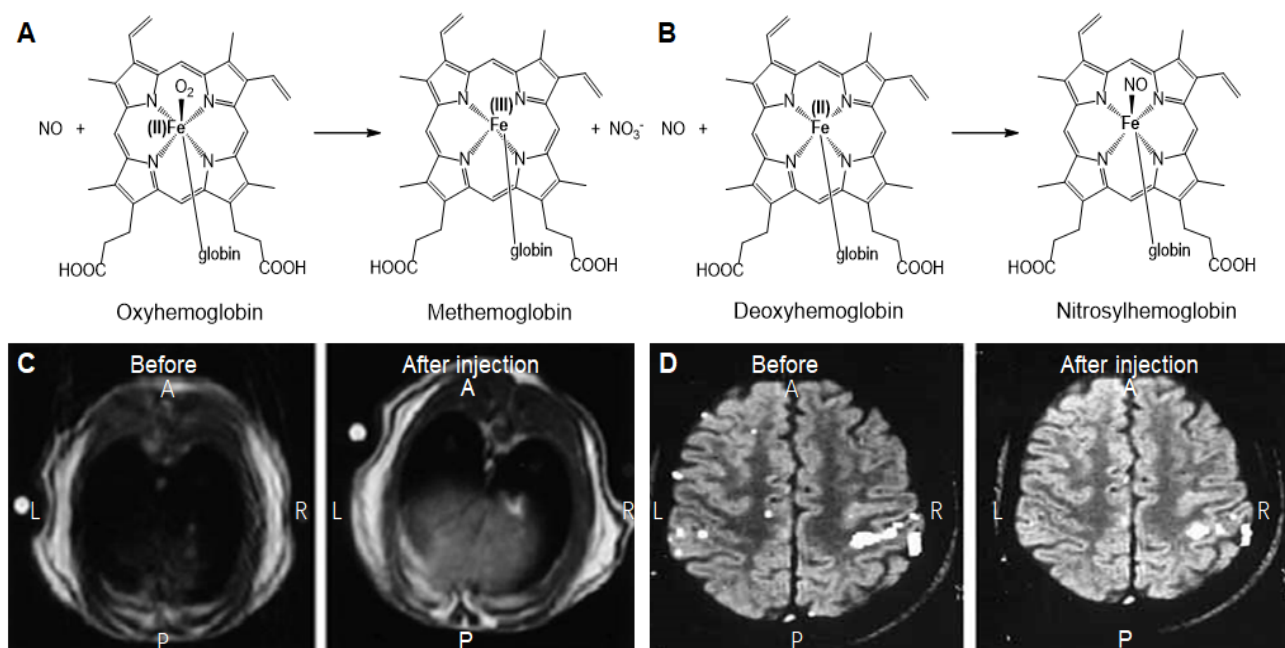 A
B
O2
NO + (II)Fe N N N N
globin
HOOC COOH
Oxyhemoglobin
(III)
Fe N N N N + NO3-
globin
HOOC COOH
Methemoglobin
(II)
NO + Fe N N N N
globin
HOOC COOH
Deoxyhemoglobin
NO
Fe N N N N
globin
HOOC COOH
Nitrosylhemoglobin
C Before
A
L R
P
After injection
A
L R
P
D Before
A
L R
P
After injection
A
L R
P